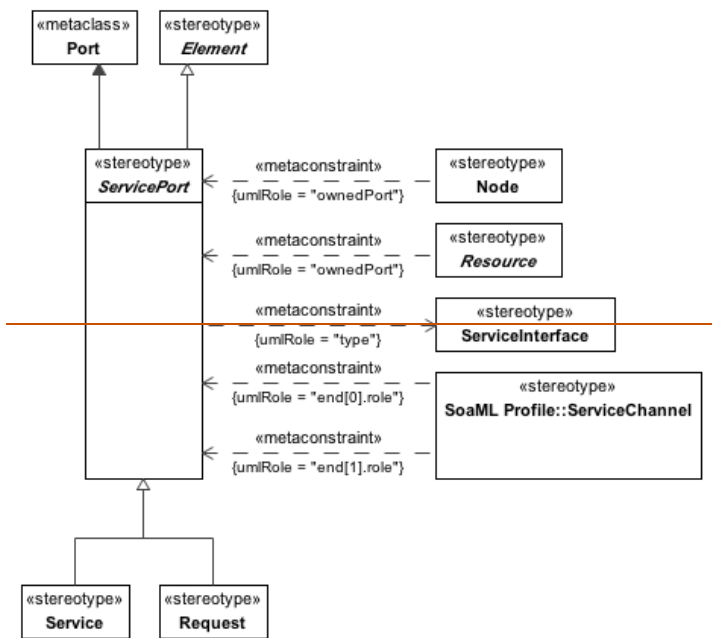 «metaclass»
Port
«stereotype»
Element
«stereotype»
ServicePort
«metaconstraint»
{umlRole = "ownedPort"}
«stereotype»
Node
«metaconstraint»
{umlRole = "ownedPort"}
«stereotype»
Resource
«metaconstraint»
{umlRole = "type"}
«stereotype»
ServiceInterface
«metaconstraint»
{umlRole = "end[0].role"}
«metaconstraint»
{umlRole = "end[1].role"}
«stereotype»
SoaML Profile::ServiceChannel
«stereotype»
Service
«stereotype»
Request